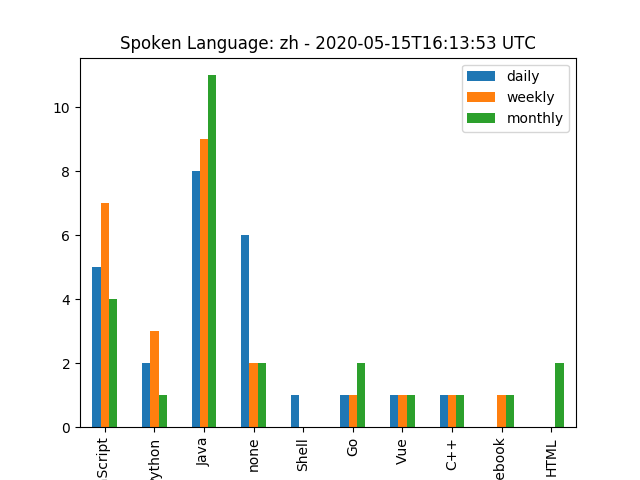 Spoken Language: zh - 2020-05-15T16:13:53 UTC
daily
weekly
monthly
10
8
6
4
2
0
Script
ython
Java
none
Shell
Go
Vue
C++
ebook
HTML